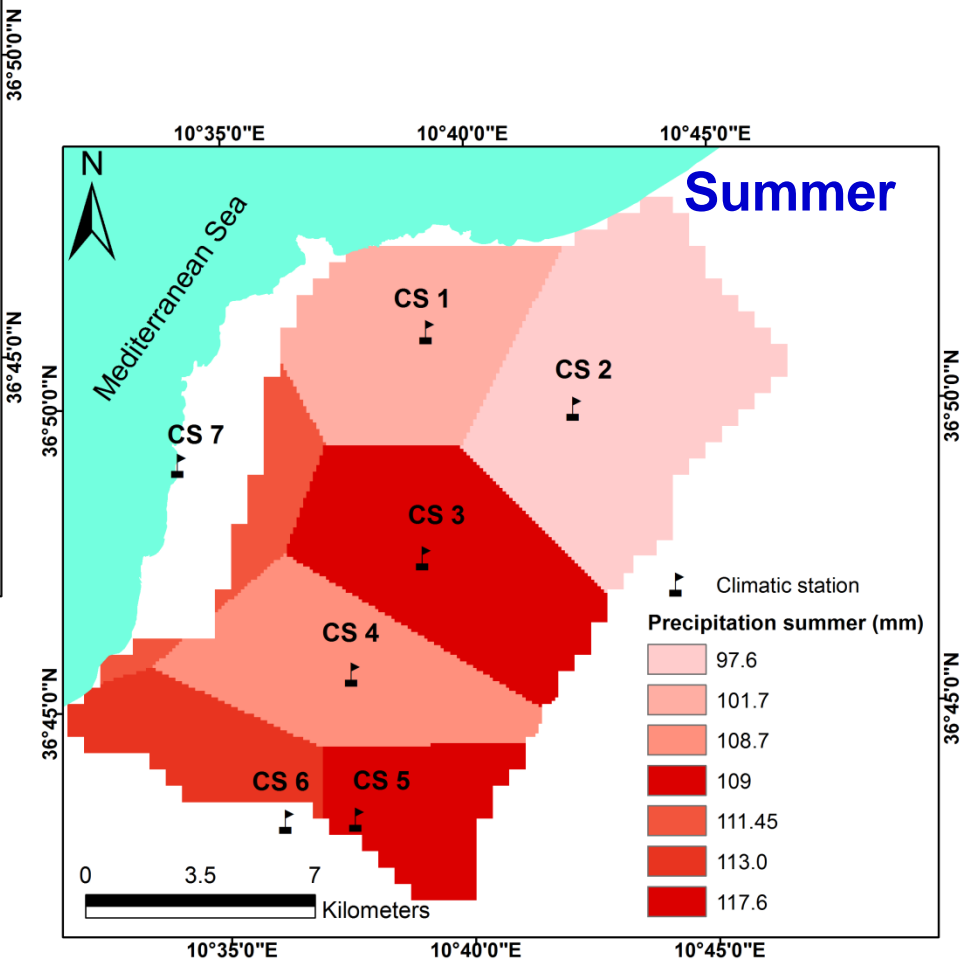 36°50'0"N
10°35'0"E 10°40'0"E 10°45'0"E
N
Summer
Mediterranean Sea
CS 1
36°45'0"N
CS 2
36°50'0"N
36°50'0"N
CS 7
CS 3
Climatic station
Precipitation summer (mm)
CS 4
97.6
36°45'0"N
36°45'0"N
101.7
108.7
CS 6
CS 5
109
111.45
0 3.5 7
113.0
Kilometers
117.6
10°35'0"E 10°40'0"E 10°45'0"E